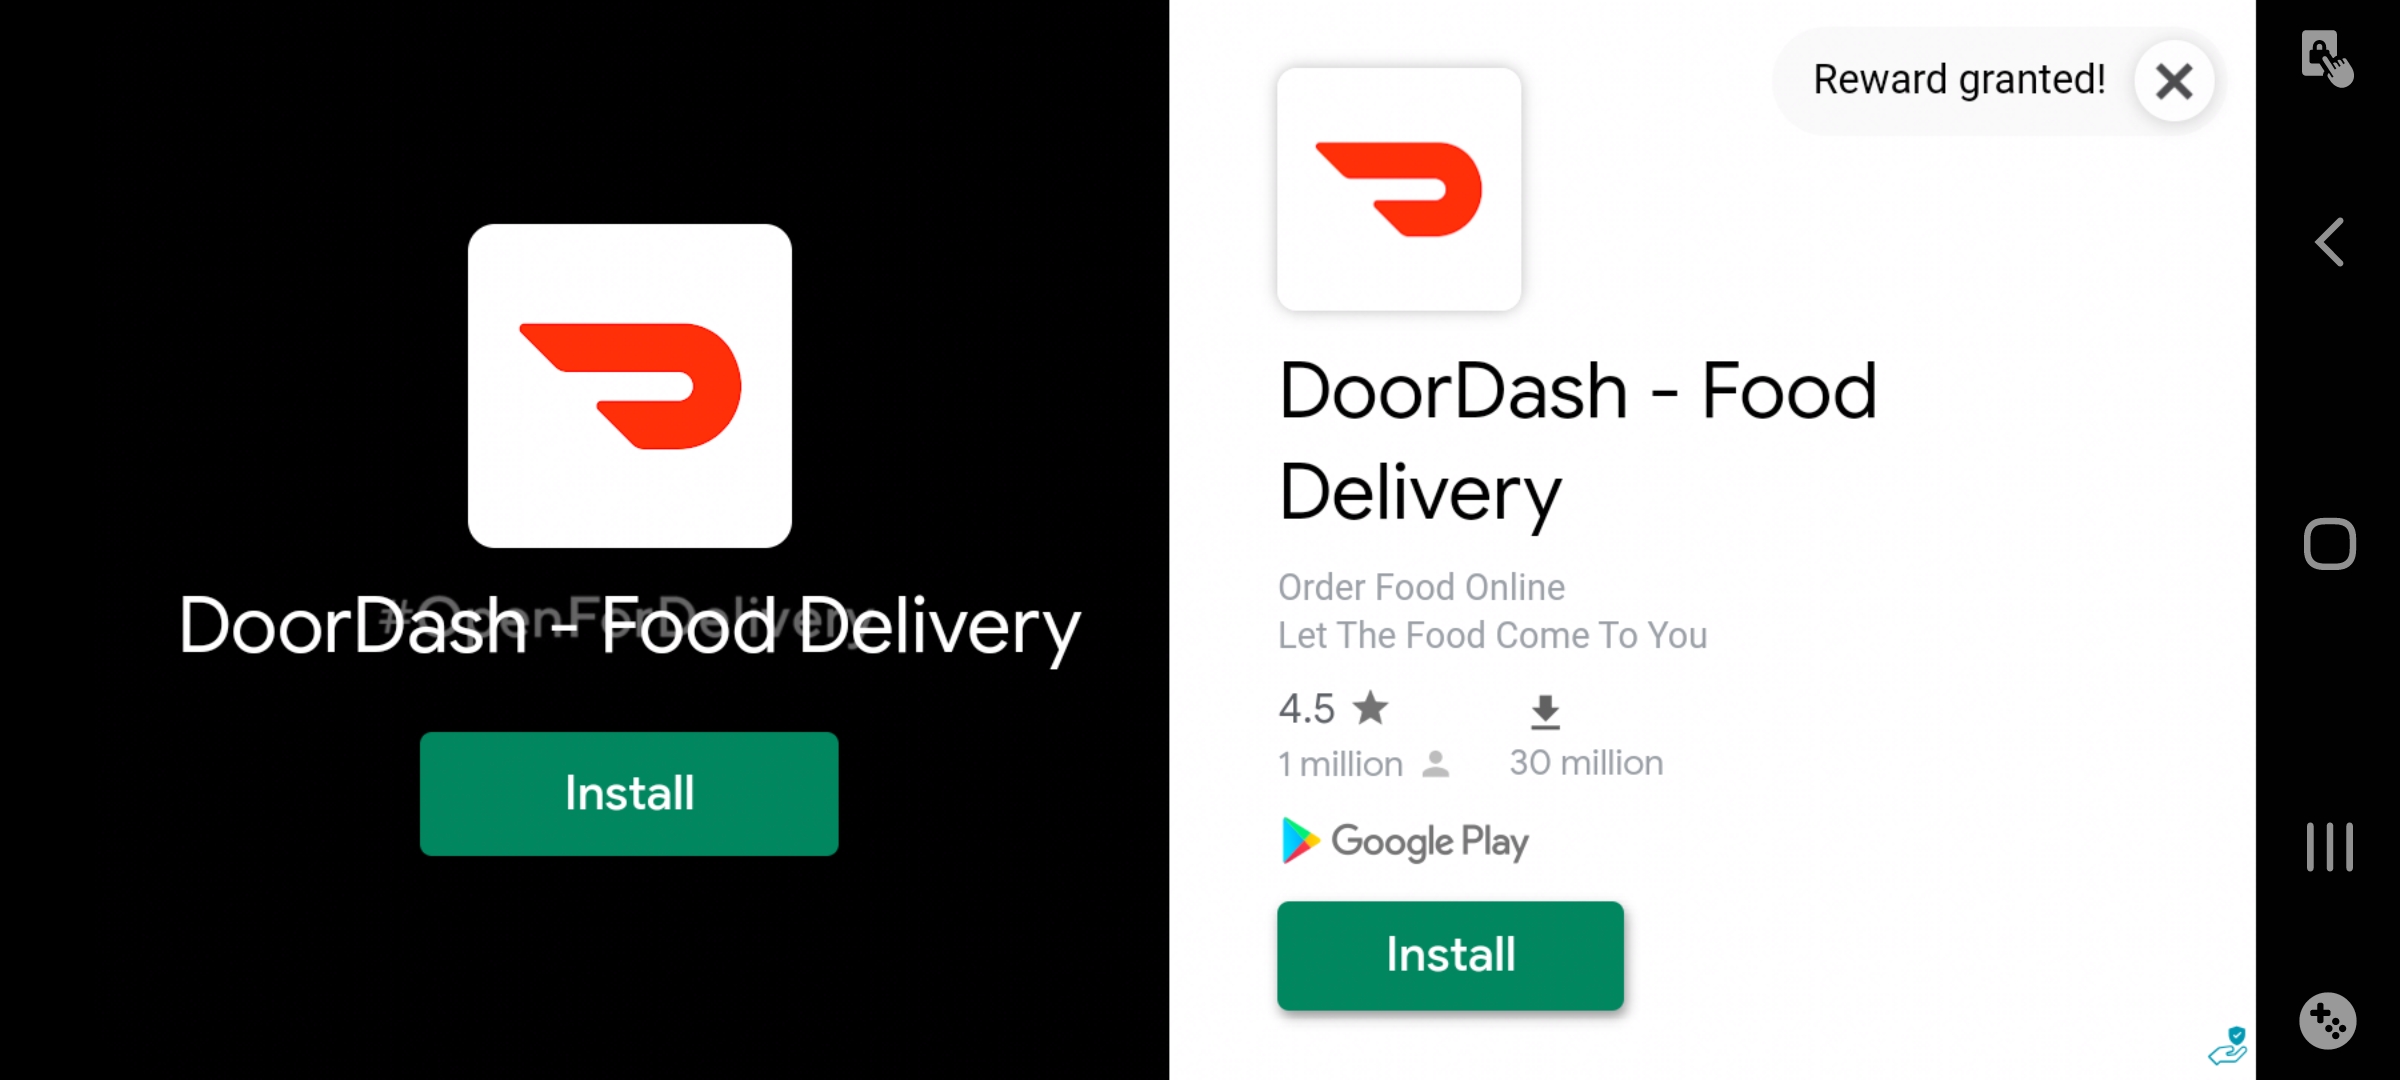 #OpenForDelivery
DoorDash - Food Delivery
Install
Reward granted!
DoorDash - Food
Delivery
Order Food Online
Let The Food Come To You
4.5
1 million
30 million
Google Play
Install